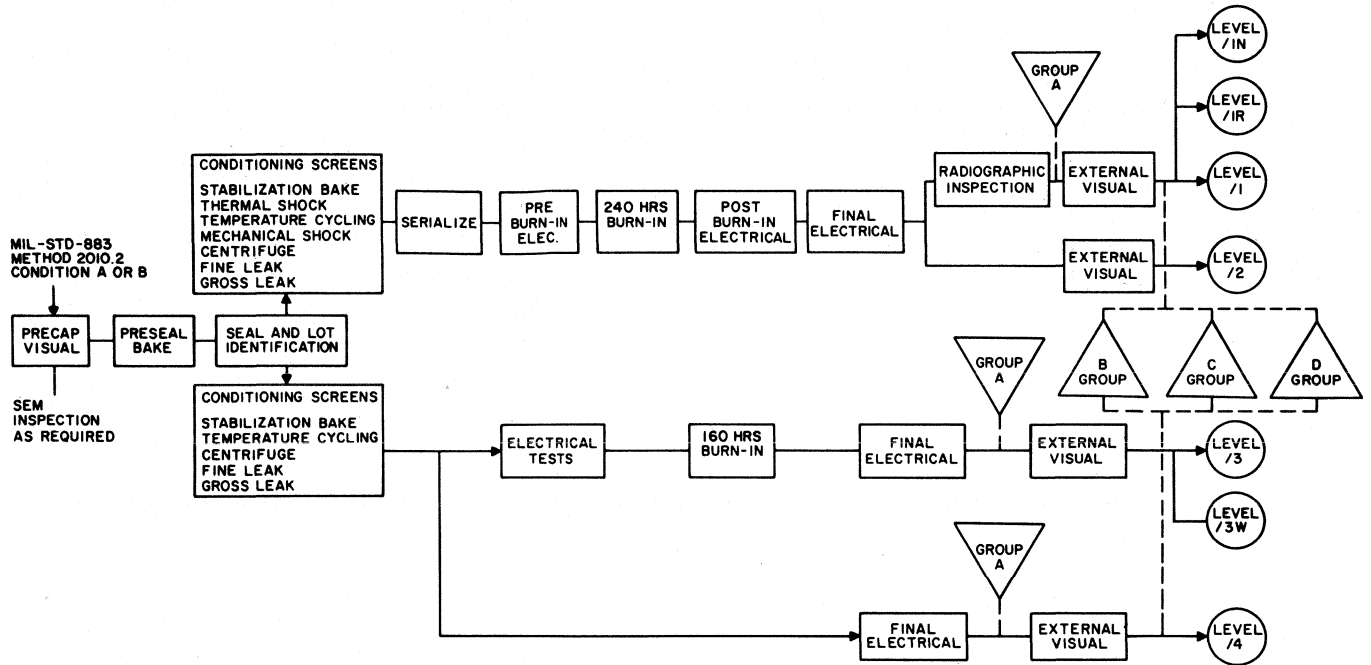 MIL-STD-883
METHOD 2010.2
CONDITION A OR B
PRECAP
VISUAL
SEM
INSPECTION
AS REQUIRED
PRESEAL
BAKE
SEAL AND LOT
IDENTIFICATION
CONDITIONING SCREENS
STABILIZATION BAKE
THERMAL SHOCK
TEMPERATURE CYCLING
MECHANICAL SHOCK
CENTRIFUGE
FINE LEAK
GROSS LEAK
SERIALIZE
PRE
BURN-IN
ELEC.
240 HRS
BURN-IN
POST
BURN-IN
ELECTRICAL
FINAL
ELECTRICAL
RADIOGRAPHIC
INSPECTION
GROUP
A
EXTERNAL
VISUAL
LEVEL
/1N
LEVEL
/1R
LEVEL
/1
EXTERNAL
VISUAL
LEVEL
/2
B
GROUP
C
GROUP
D
GROUP
CONDITIONING SCREENS
STABILIZATION BAKE
TEMPERATURE CYCLING
CENTRIFUGE
FINE LEAK
GROSS LEAK
ELECTRICAL
TESTS
160 HRS
BURN-IN
FINAL
ELECTRICAL
GROUP
A
EXTERNAL
VISUAL
LEVEL
/3
LEVEL
/3W
FINAL
ELECTRICAL
GROUP
A
EXTERNAL
VISUAL
LEVEL
/4